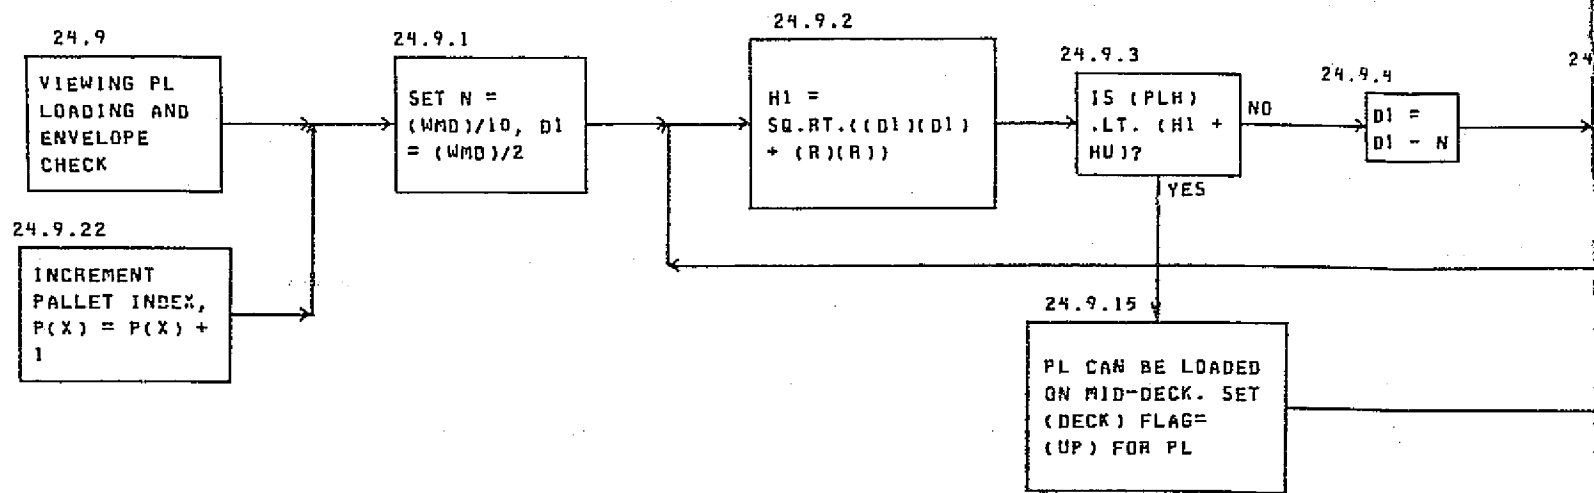 24.9
VIEWING PL
LOADING AND
ENVELOPE
CHECK
24.9.22
INCREMENT
PALLET INDEX,
P(X) = P(X) +
1
24.9.1
SET N =
(WMD)/10, D1
= (WMD)/2
24.9.2
H1 =
SQ.RT.((D1)(D1)
+ (R)(R))
24.9.3
IS (PLH)
.LT. (H1 +
HU)?
NO
YES
24.9.4
D1 =
D1 - N
24
24.9.15
PL CAN BE LOADED
ON MID-DECK. SET
(DECK) FLAG=
(UP) FOR PL